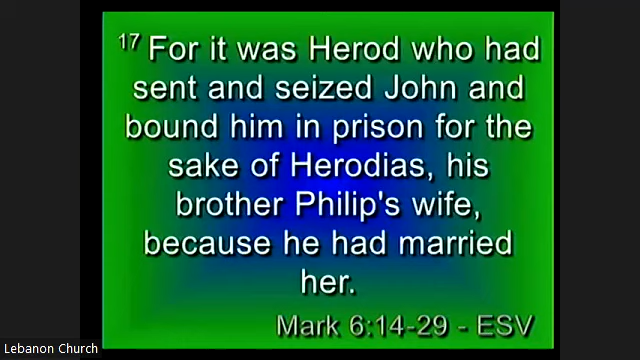 17 For it was Herod who had
sent and seized John and
bound him in prison for the
sake of Herodias, his
brother Philip's wife,
because he had married
her.
Mark 6:14-29 - ESV
Lebanon Church